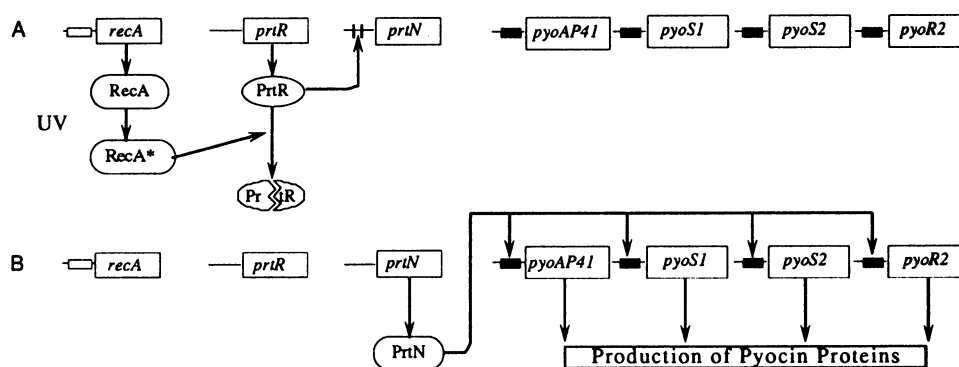 A recA prtR prtN pyoAP41 pyoS1 pyoS2 pyoR2
RecA PrtR
UV
RecA*
Pr tR
B recA prtR prtN pyoAP41 pyoS1 pyoS2 pyoR2
PrtN
Production of Pyocin Proteins